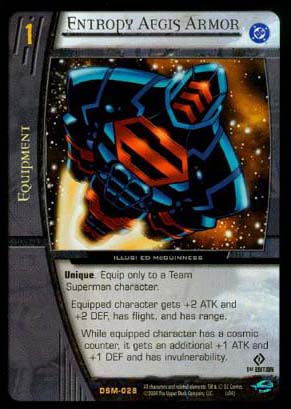 1
ENTROPY AEGIS ARMOR
EQUIPMENT
ILLUS: ED MCGUINNESS
Unique. Equip only to a Team
Superman character.
Equipped character gets +2 ATK and
+2 DEF, has flight, and has range.
While equipped character has a cosmic
counter, it gets an additional +1 ATK and
+1 DEF and has invulnerability.
1ST EDITION
DSM-028